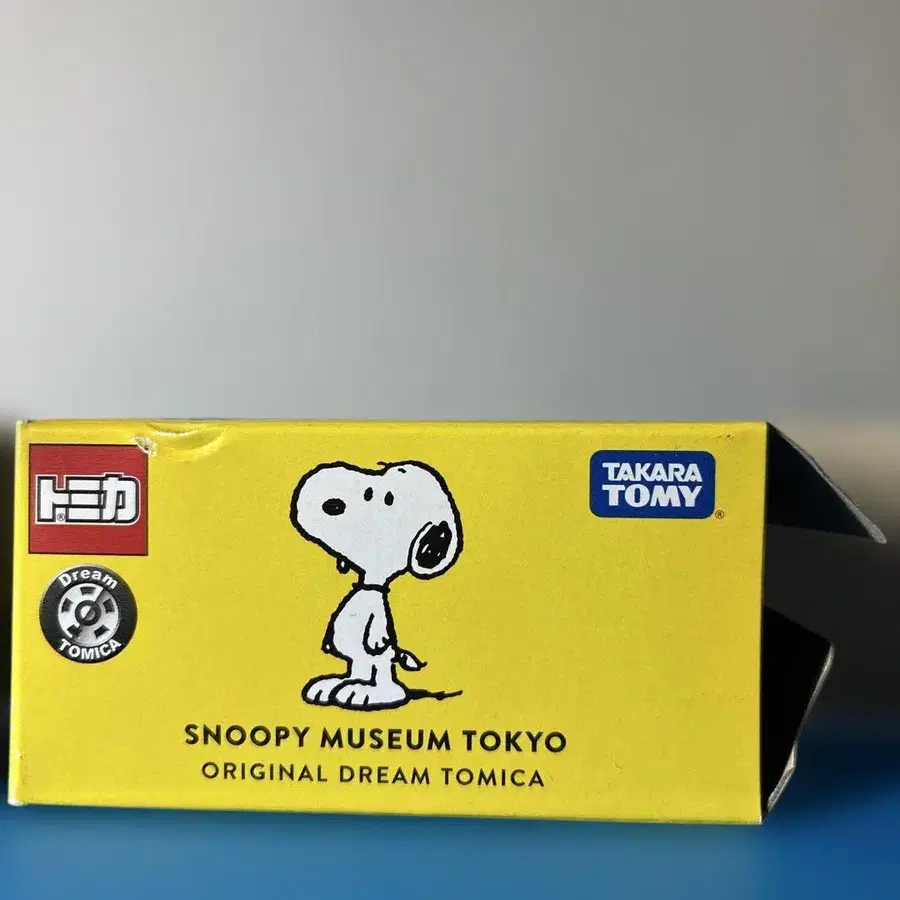 トミカ
®
TAKARA
TOMY
®
Dream
TOMICA
SNOOPY MUSEUM TOKYO
ORIGINAL DREAM TOMICA